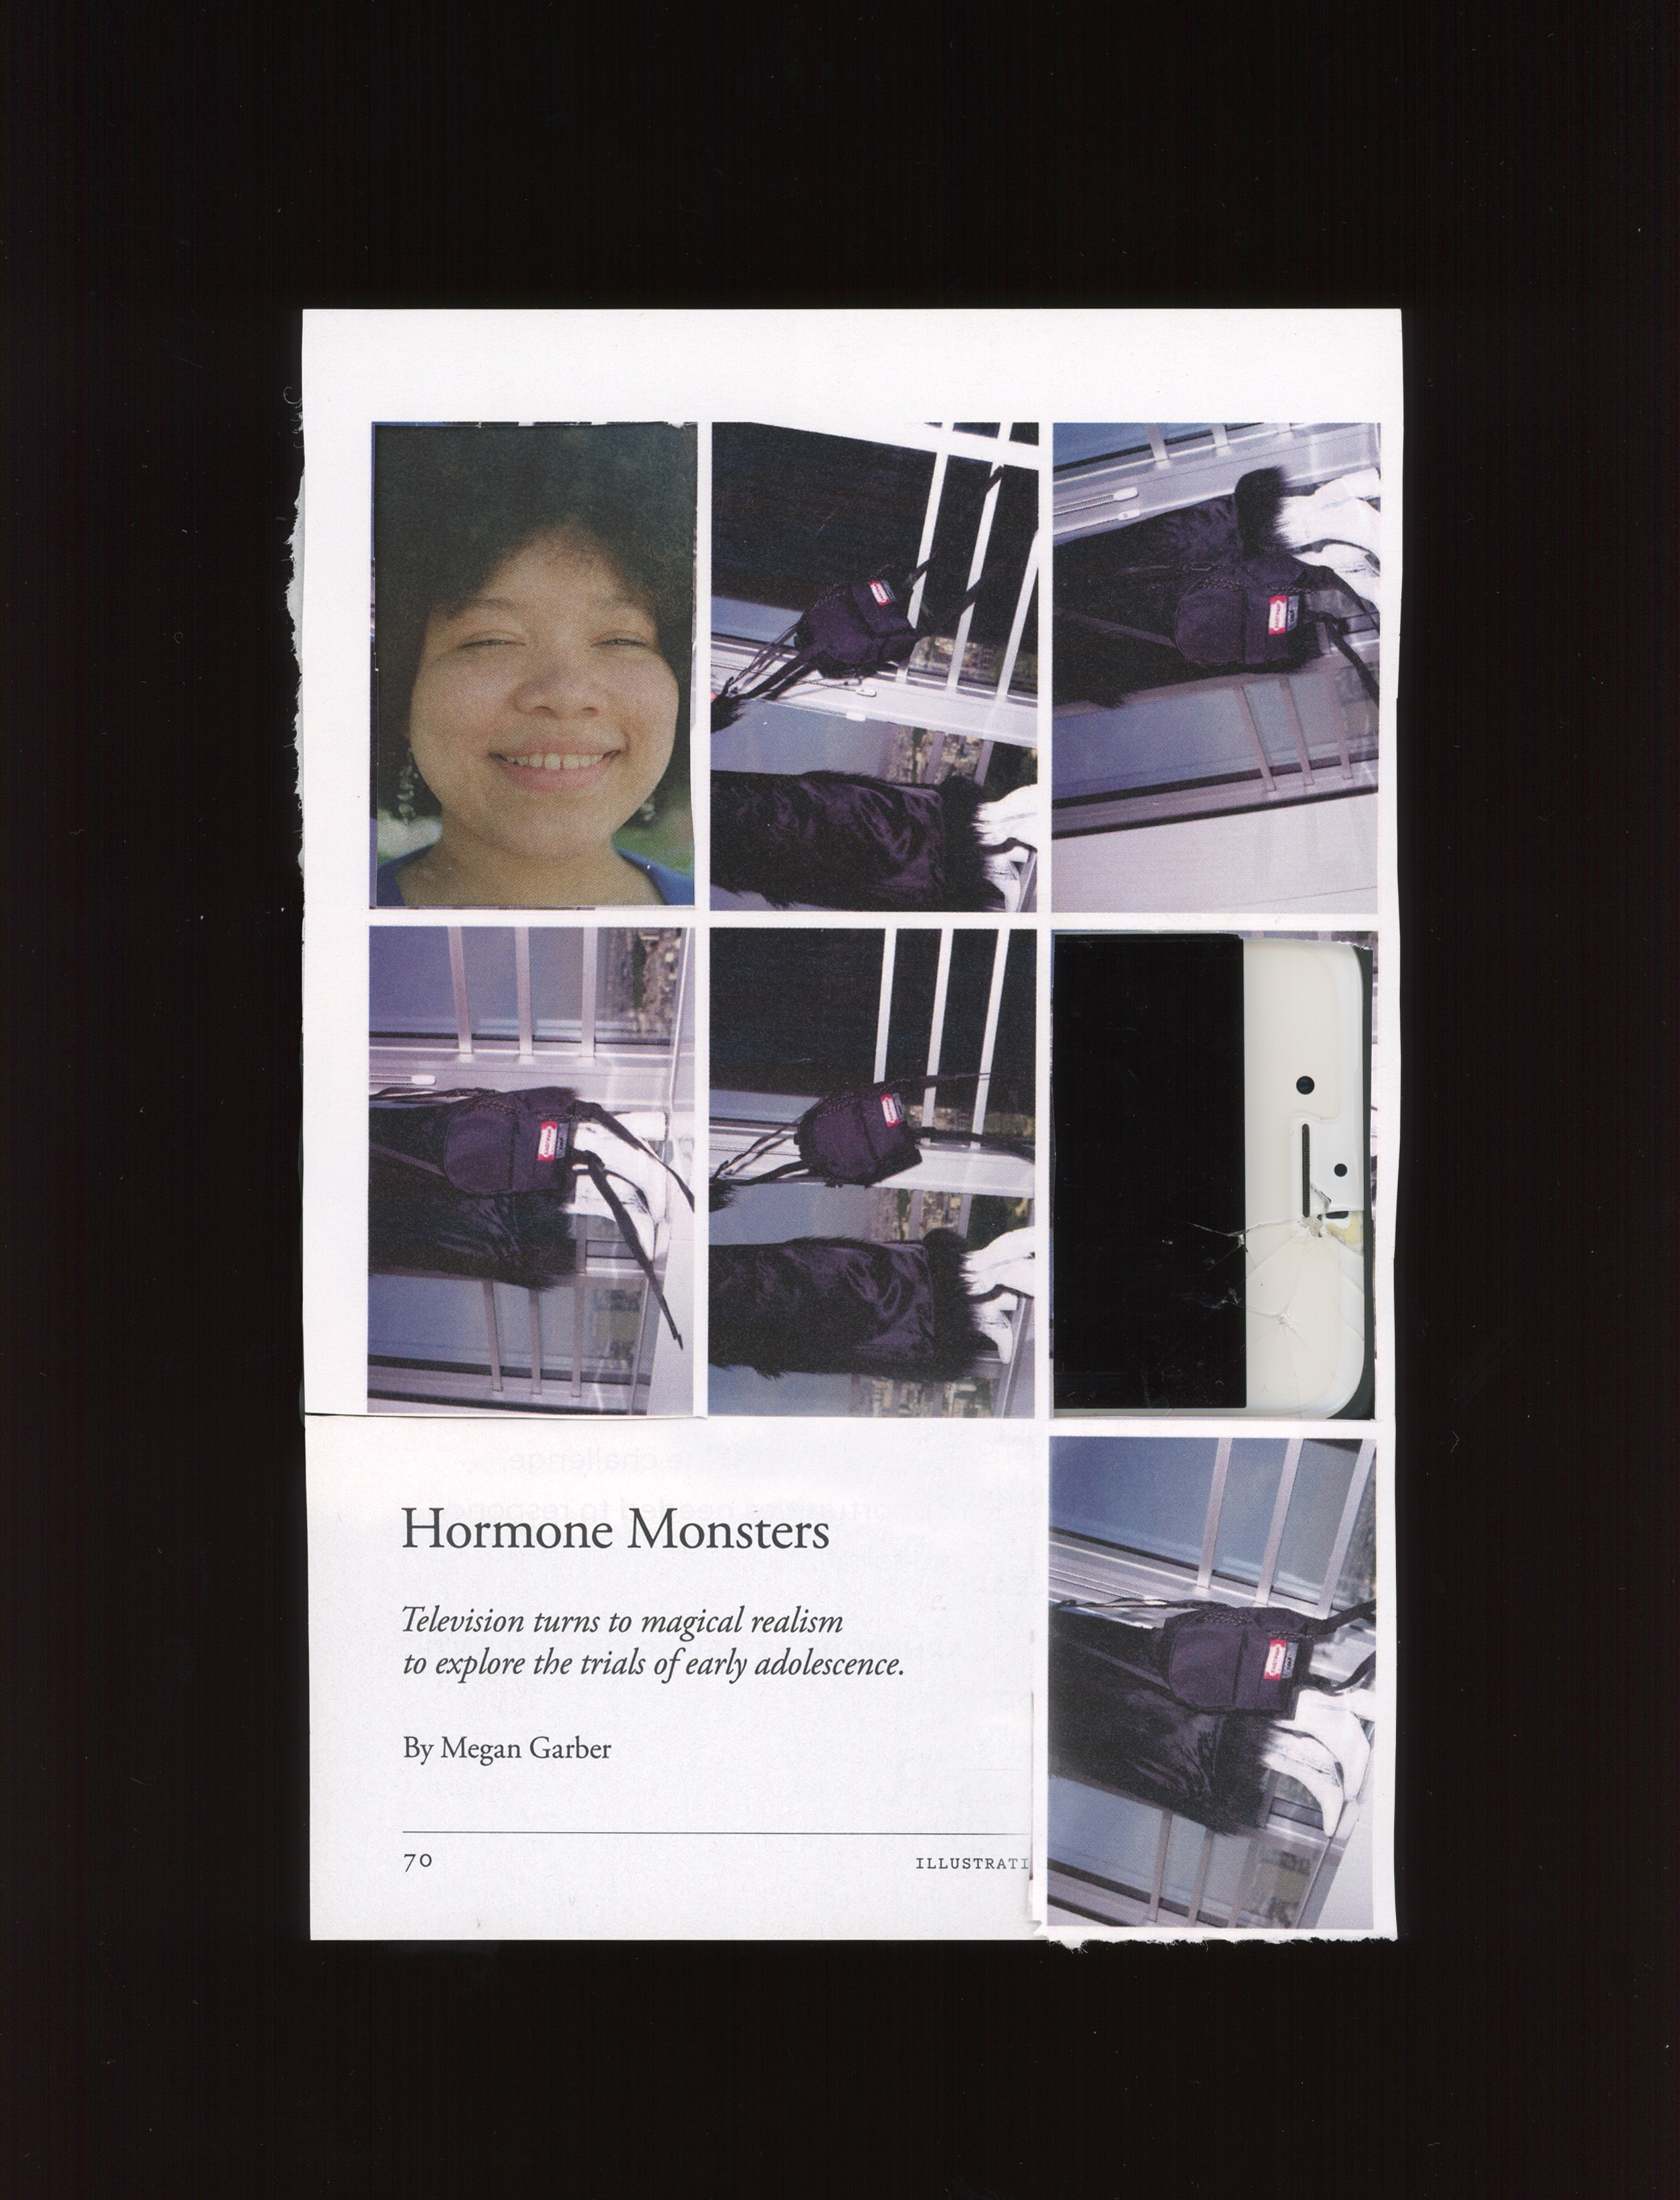 Hormone Monsters
Television turns to magical realism
to explore the trials of early adolescence.
By Megan Garber
70
ILLUSTRATI